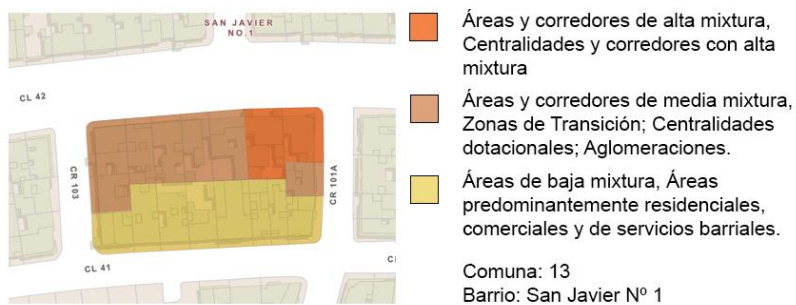 SAN JAVIER
NO.1
CL 42
CR 103
CR 101A
CL 41
C
Áreas y corredores de alta mixtura,
Centralidades y corredores con alta
mixtura
Áreas y corredores de media mixtura,
Zonas de Transición; Centralidades
dotacionales; Aglomeraciones.
Áreas de baja mixtura, Áreas
predominantemente residenciales,
comerciales y de servicios barriales.
Comuna: 13
Barrio: San Javier Nº 1